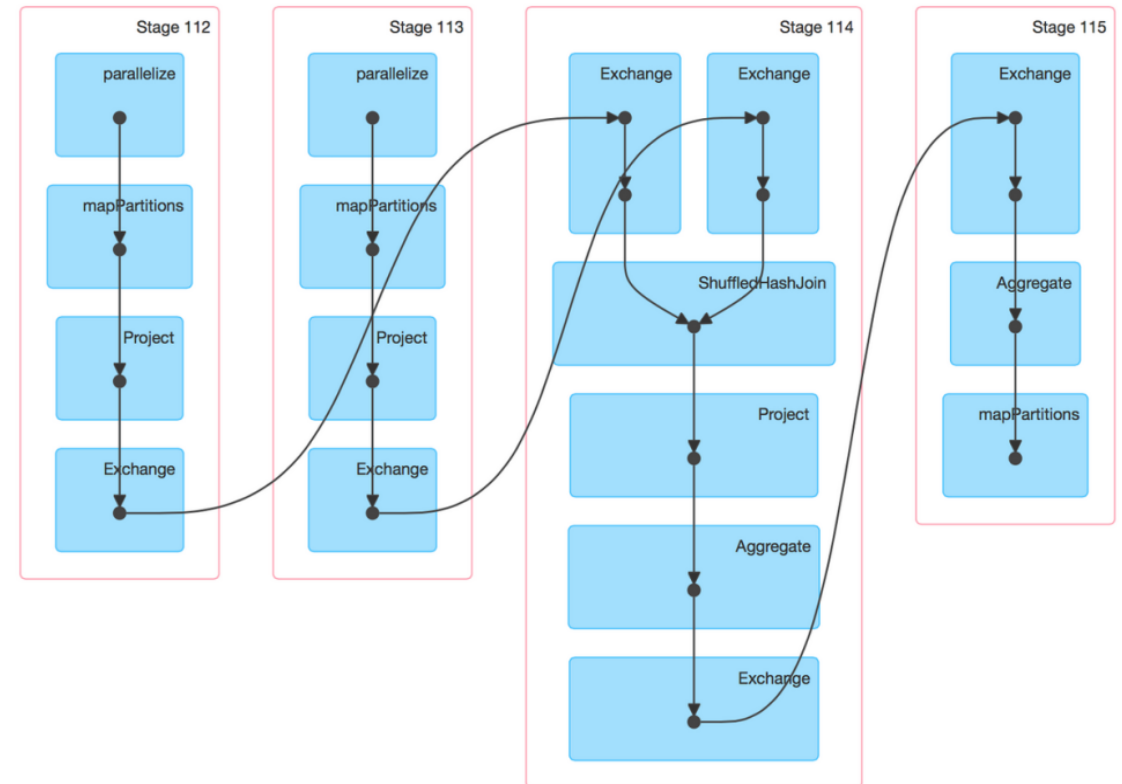 Stage 112
parallelize
mapPartitions
Project
Exchange
Stage 113
parallelize
mapPartitions
Project
Exchange
Stage 114
Exchange
Exchange
ShuffledHashJoin
Project
Aggregate
Exchange
Stage 115
Exchange
Aggregate
mapPartitions